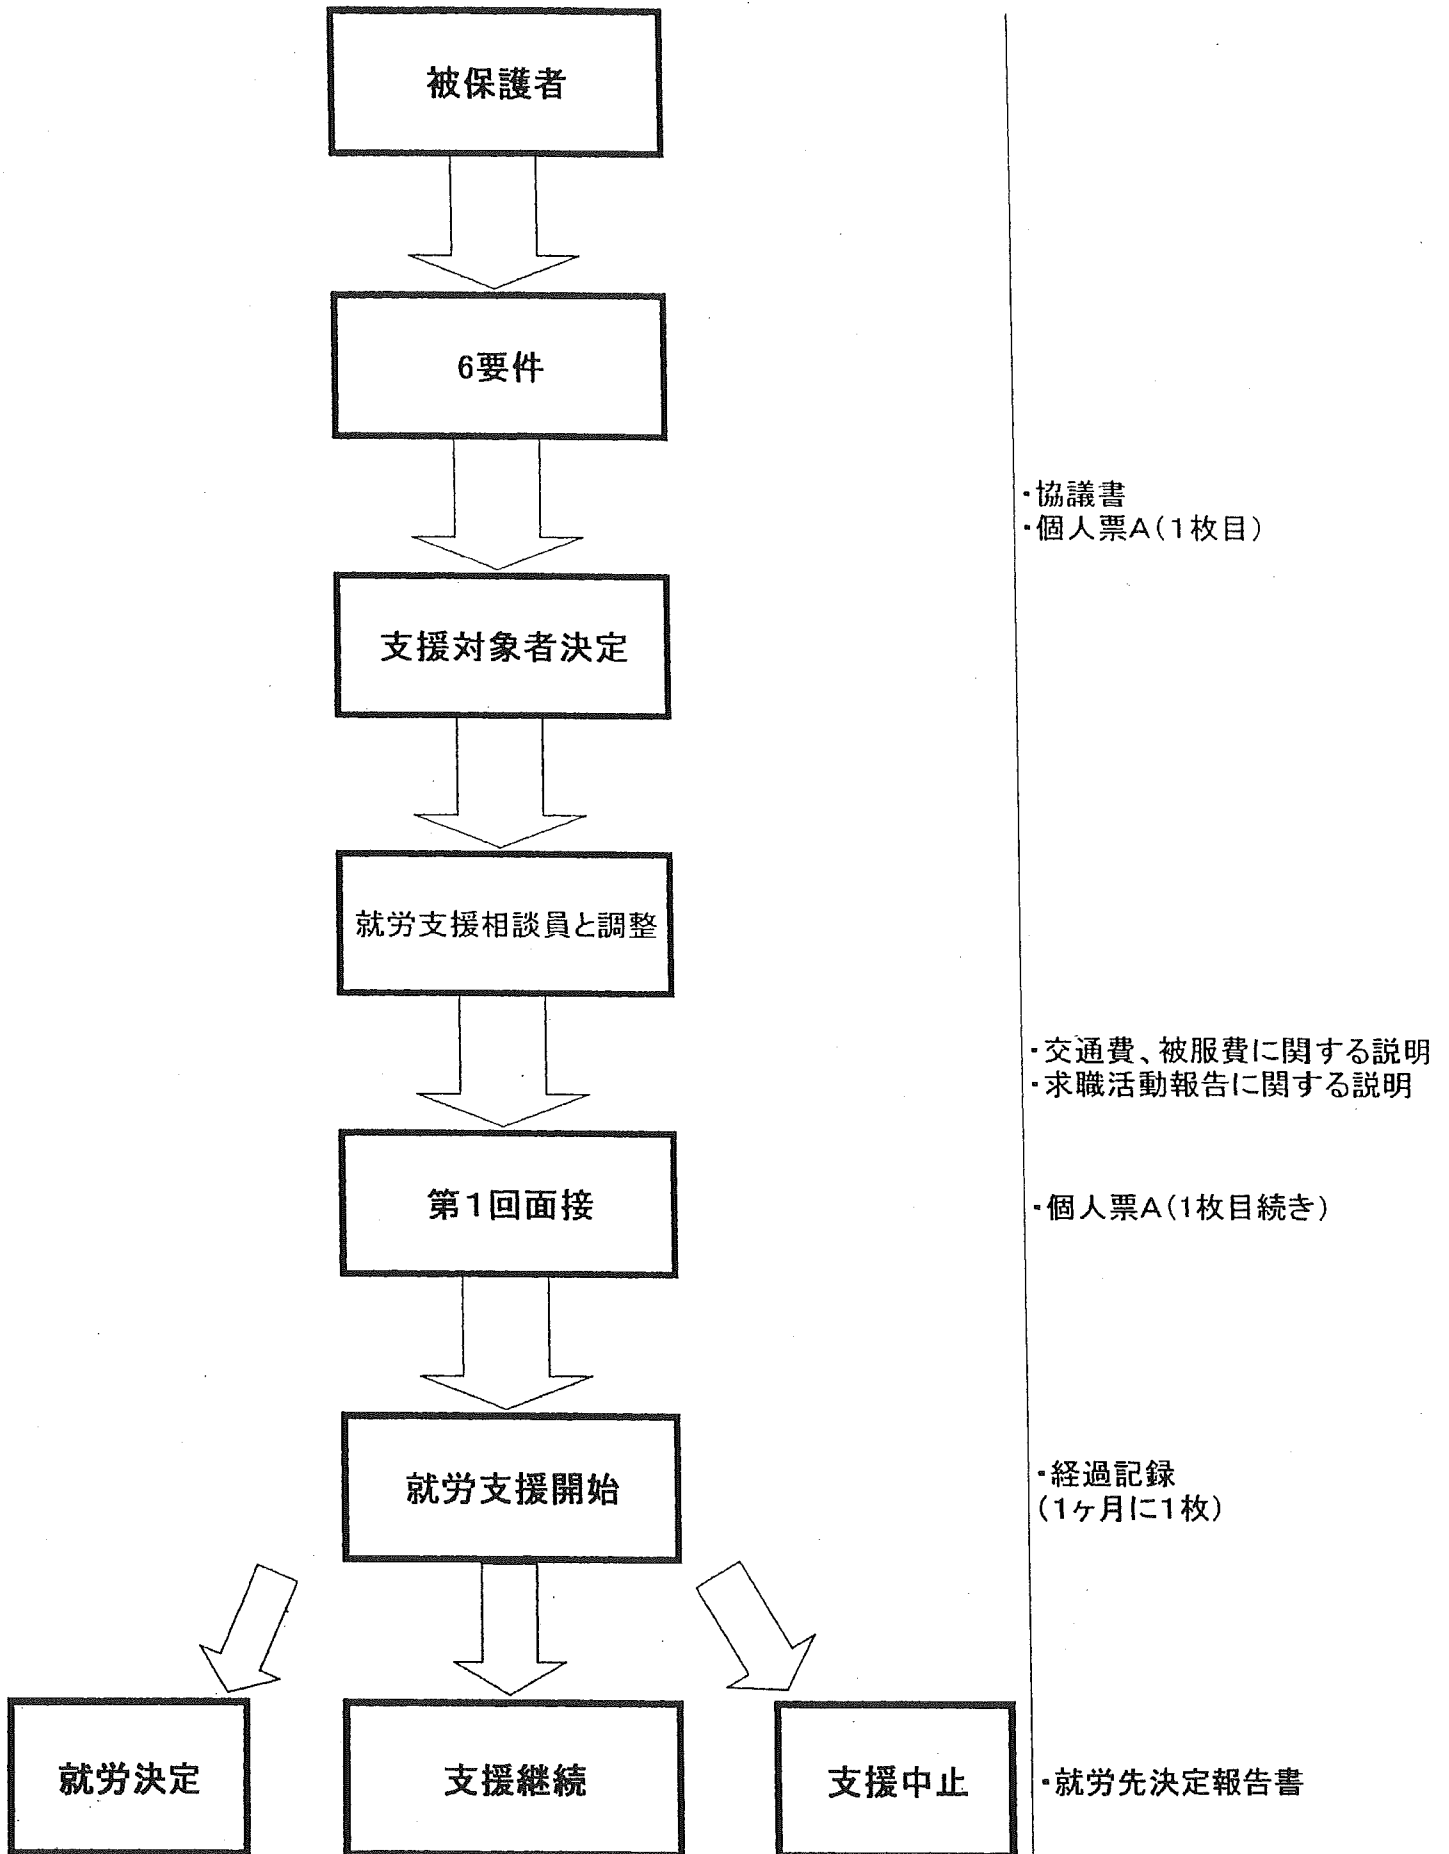 被保護者
6要件
・協議書
・個人票A(1枚目)
支援対象者決定
就労支援相談員と調整
・交通費、被服費に関する説明
・求職活動報告に関する説明
第1回面接
・個人票A(1枚目続き)
就労支援開始
・経過記録
(1ヶ月に1枚)
就労決定
支援継続
支援中止
・就労先決定報告書